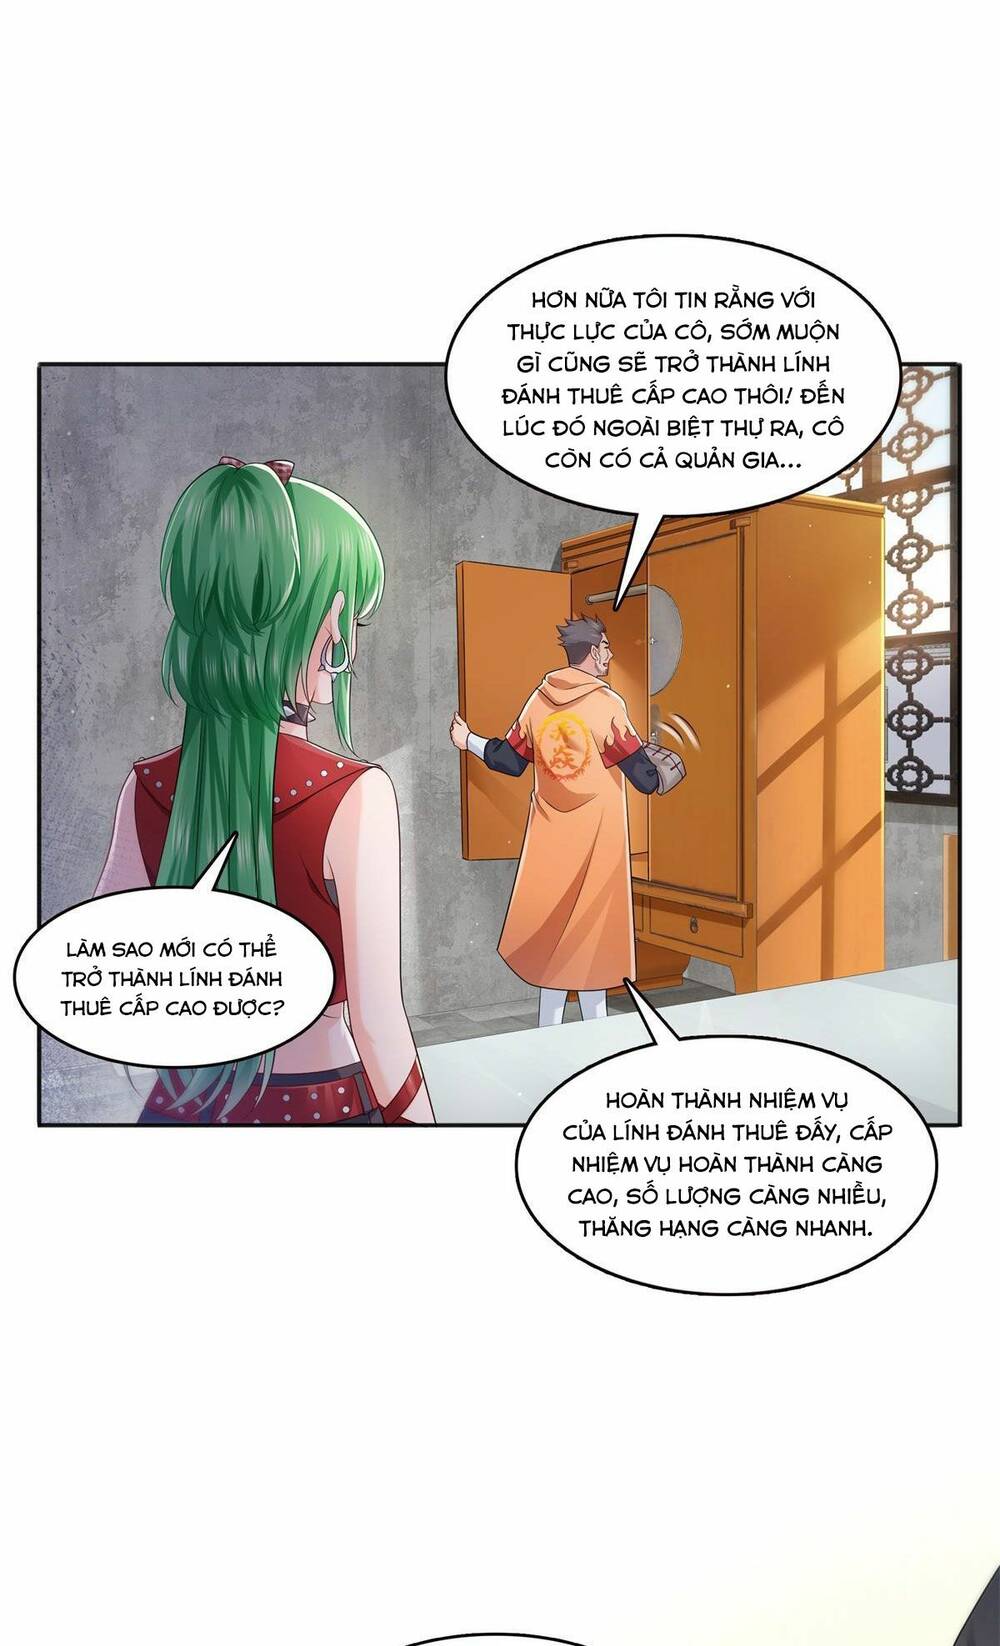 HƠN NỮA TÔI TIN RẰNG VỚI
THỰC LỰC CỦA CÔ, SỚM MUỘN
GÌ CŨNG SẼ TRỞ THÀNH LÍNH
ĐÁNH THUÊ CẤP CAO THÔI! ĐẾN
LÚC ĐÓ NGOÀI BIỆT THỰ RA, CÔ
CÒN CÓ CẢ QUẢN GIA...
LÀM SAO MỚI CÓ THỂ
TRỞ THÀNH LÍNH ĐÁNH
THUÊ CẤP CAO ĐƯỢC?
HOÀN THÀNH NHIỆM VỤ
CỦA LÍNH ĐÁNH THUÊ ĐẤY, CẤP
NHIỆM VỤ HOÀN THÀNH CÀNG
CAO, SỐ LƯỢNG CÀNG NHIỀU,
THĂNG HẠNG CÀNG NHANH.